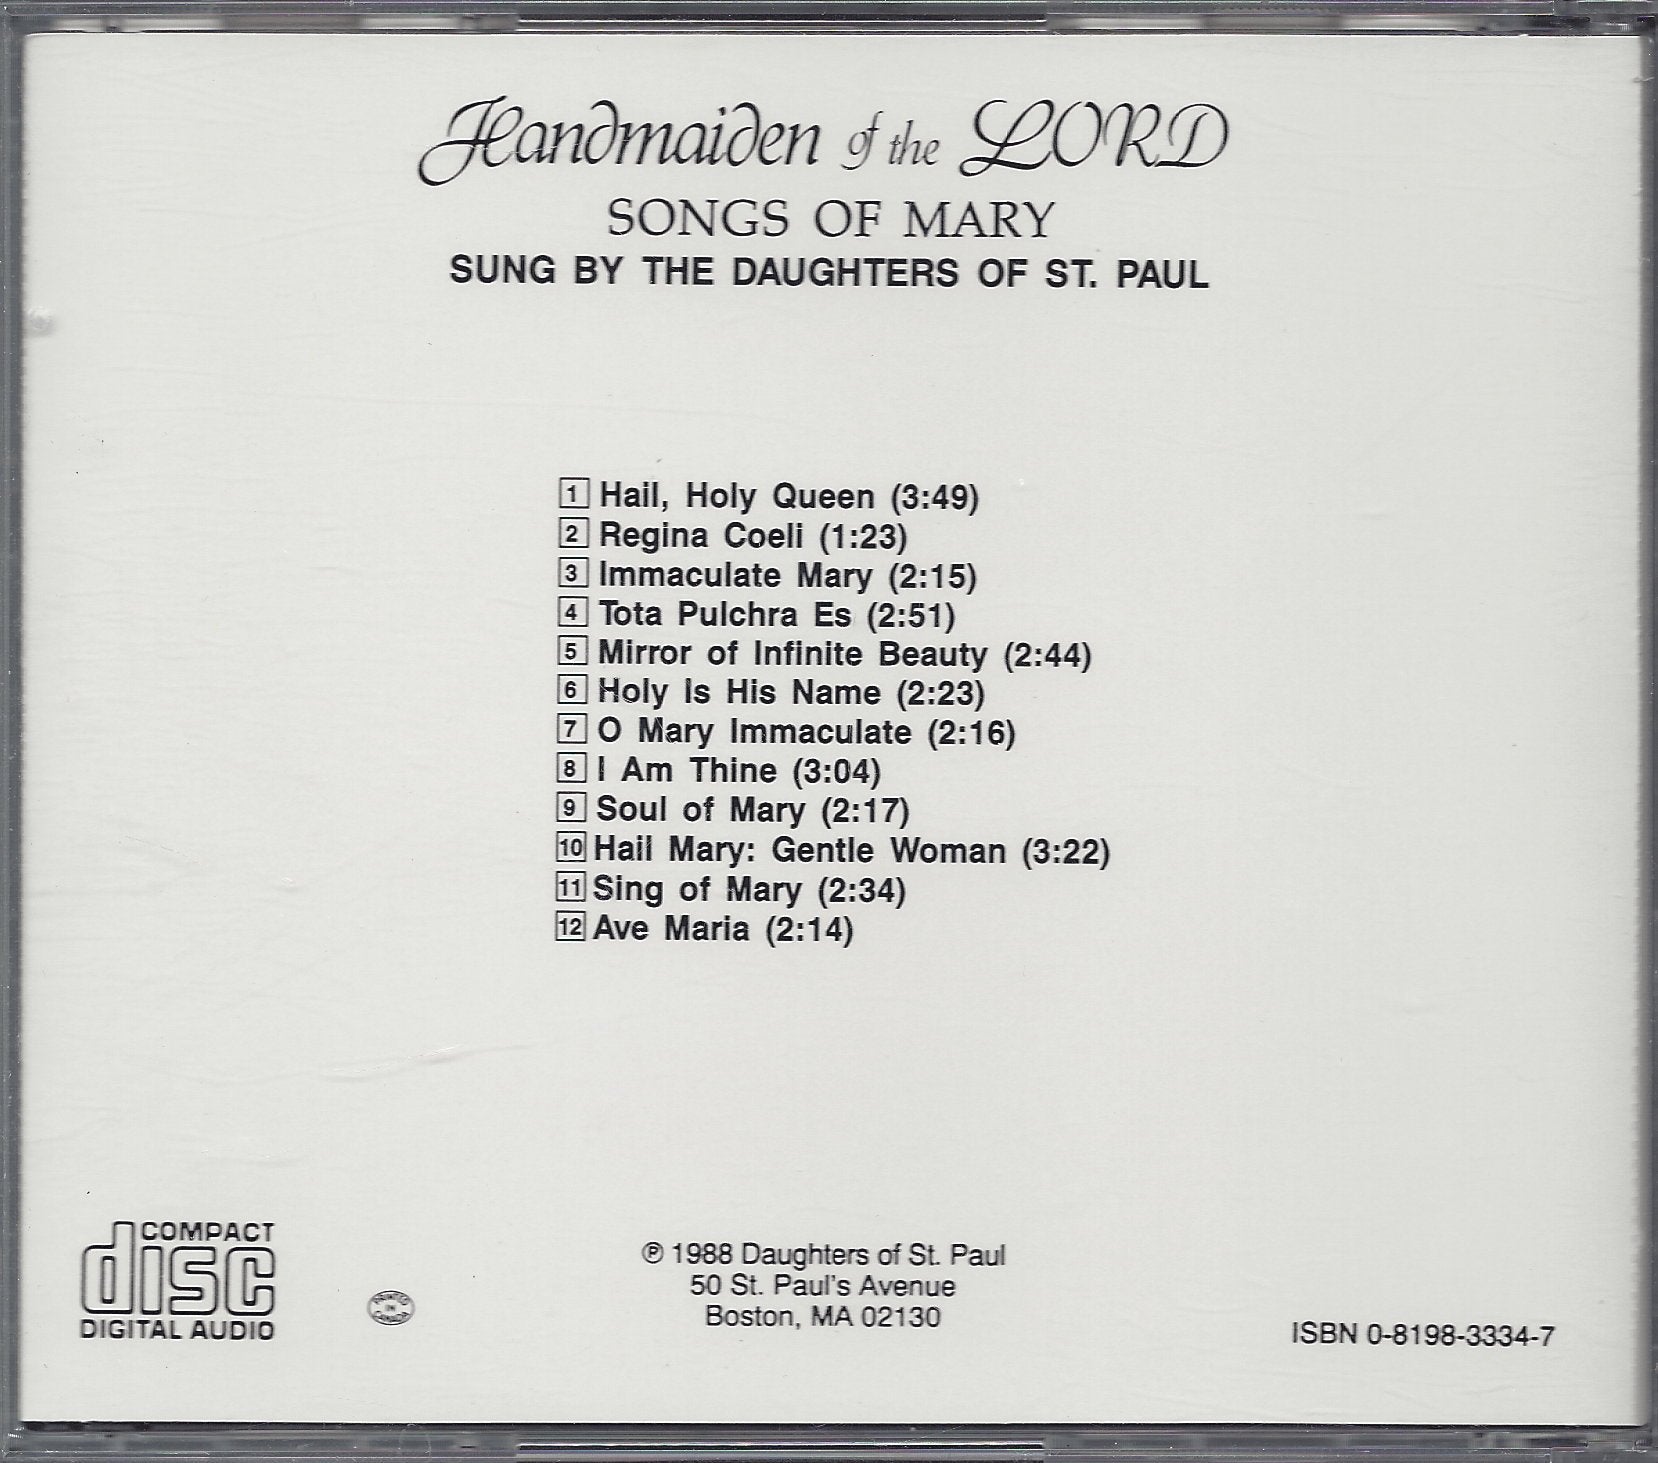 Handmaiden of the LORD
SONGS OF MARY
SUNG BY THE DAUGHTERS OF ST. PAUL
1 Hail, Holy Queen (3:49)
2 Regina Coeli (1:23)
3 Immaculate Mary (2:15)
4 Tota Pulchra Es (2:51)
5 Mirror of Infinite Beauty (2:44)
6 Holy Is His Name (2:23)
7 O Mary Immaculate (2:16)
8 I Am Thine (3:04)
9 Soul of Mary (2:17)
10 Hail Mary: Gentle Woman (3:22)
11 Sing of Mary (2:34)
12 Ave Maria (2:14)
COMPACT
disc
DIGITAL AUDIO
PRINTED
IN
CANADA
℗ 1988 Daughters of St. Paul
50 St. Paul's Avenue
Boston, MA 02130
ISBN 0-8198-3334-7